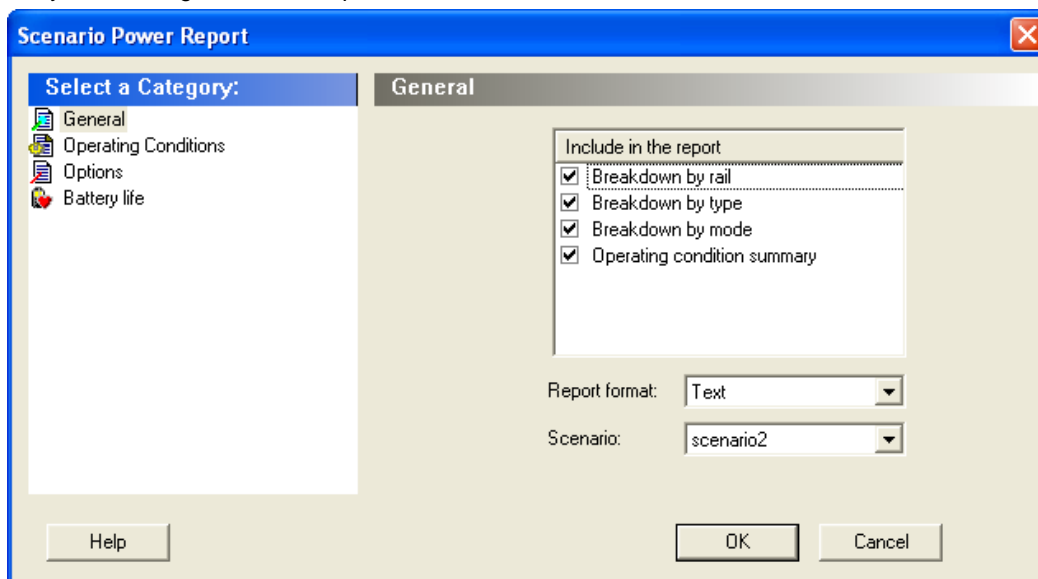 Scenario Power Report
Select a Category:
General
Operating Conditions
Options
Battery life
General
Include in the report
Breakdown by rail
Breakdown by type
Breakdown by mode
Operating condition summary
Report format: Text
Scenario: scenario2
Help
OK
Cancel